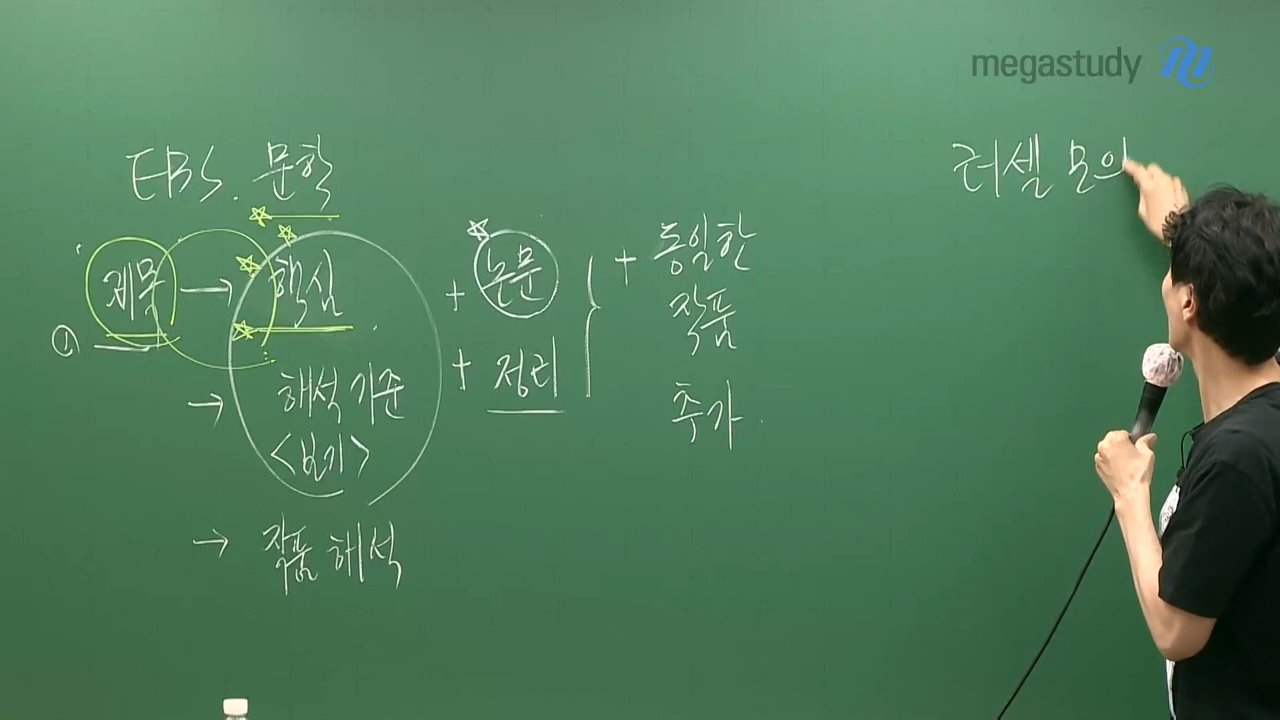 megastudy
EBS. 문학
① 제목 → 핵심
→ 해석 기준
<보기>
→ 작품 해석
+ 논문
+ 정리
+ 동일한
작품
추가.
러셀 모의